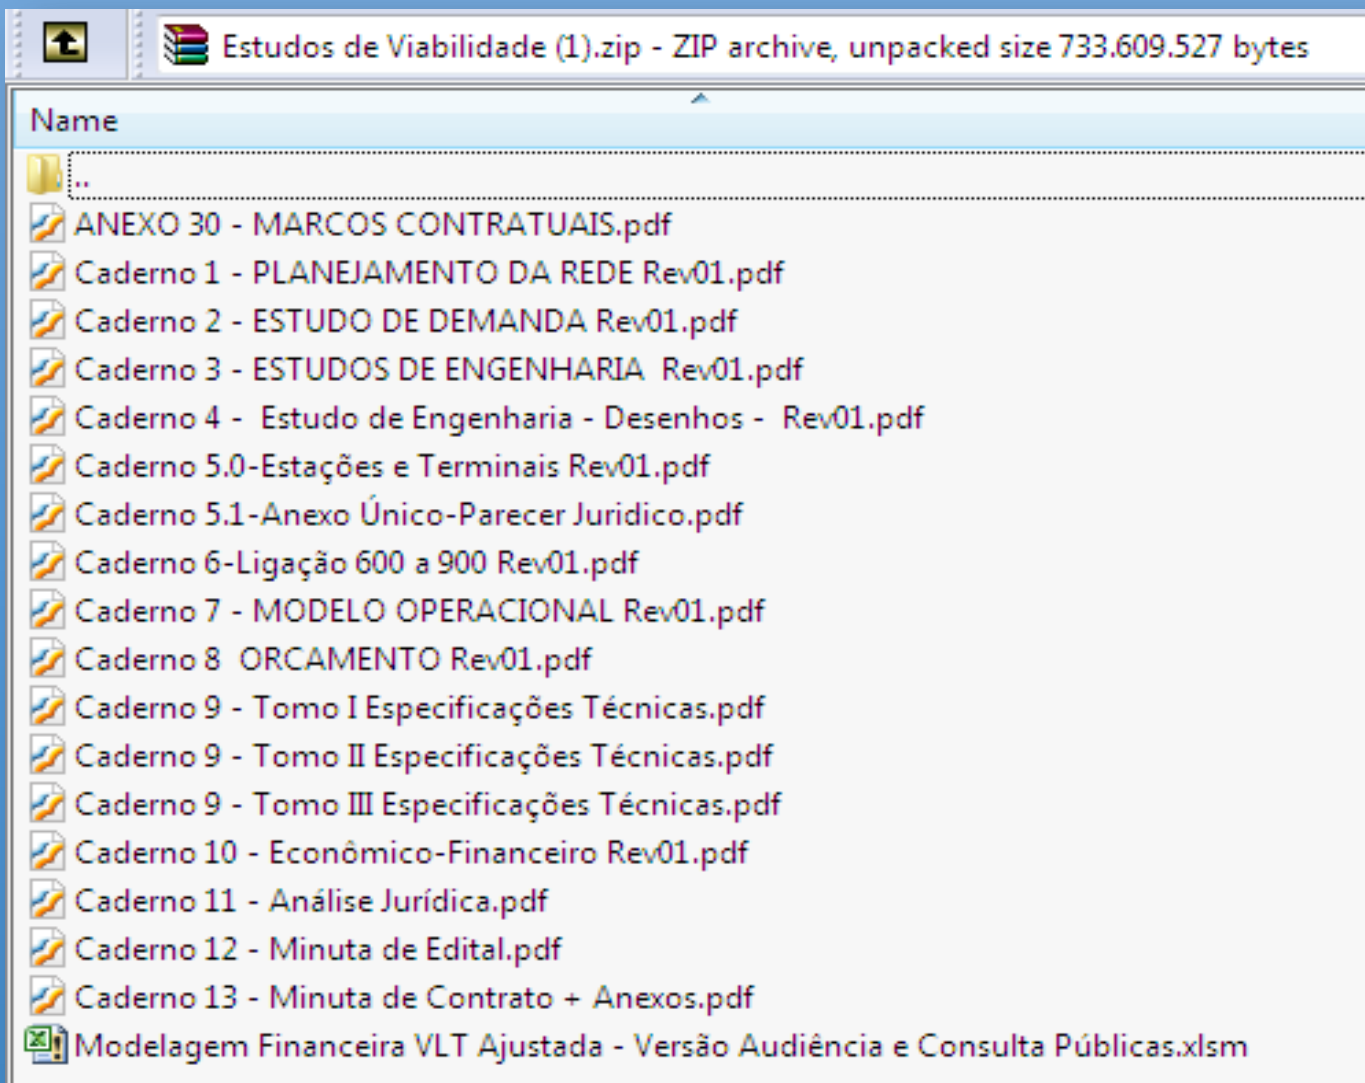 Estudos de Viabilidade (1).zip - ZIP archive, unpacked size 733.609.527 bytes
Name
..
ANEXO 30 - MARCOS CONTRATUAIS.pdf
Caderno 1 - PLANEJAMENTO DA REDE Rev01.pdf
Caderno 2 - ESTUDO DE DEMANDA Rev01.pdf
Caderno 3 - ESTUDOS DE ENGENHARIA  Rev01.pdf
Caderno 4 -  Estudo de Engenharia - Desenhos -  Rev01.pdf
Caderno 5.0-Estações e Terminais Rev01.pdf
Caderno 5.1-Anexo Único-Parecer Juridico.pdf
Caderno 6-Ligação 600 a 900 Rev01.pdf
Caderno 7 - MODELO OPERACIONAL Rev01.pdf
Caderno 8  ORCAMENTO Rev01.pdf
Caderno 9 - Tomo I Especificações Técnicas.pdf
Caderno 9 - Tomo II Especificações Técnicas.pdf
Caderno 9 - Tomo III Especificações Técnicas.pdf
Caderno 10 - Econômico-Financeiro Rev01.pdf
Caderno 11 - Análise Jurídica.pdf
Caderno 12 - Minuta de Edital.pdf
Caderno 13 - Minuta de Contrato + Anexos.pdf
Modelagem Financeira VLT Ajustada - Versão Audiência e Consulta Públicas.xlsm